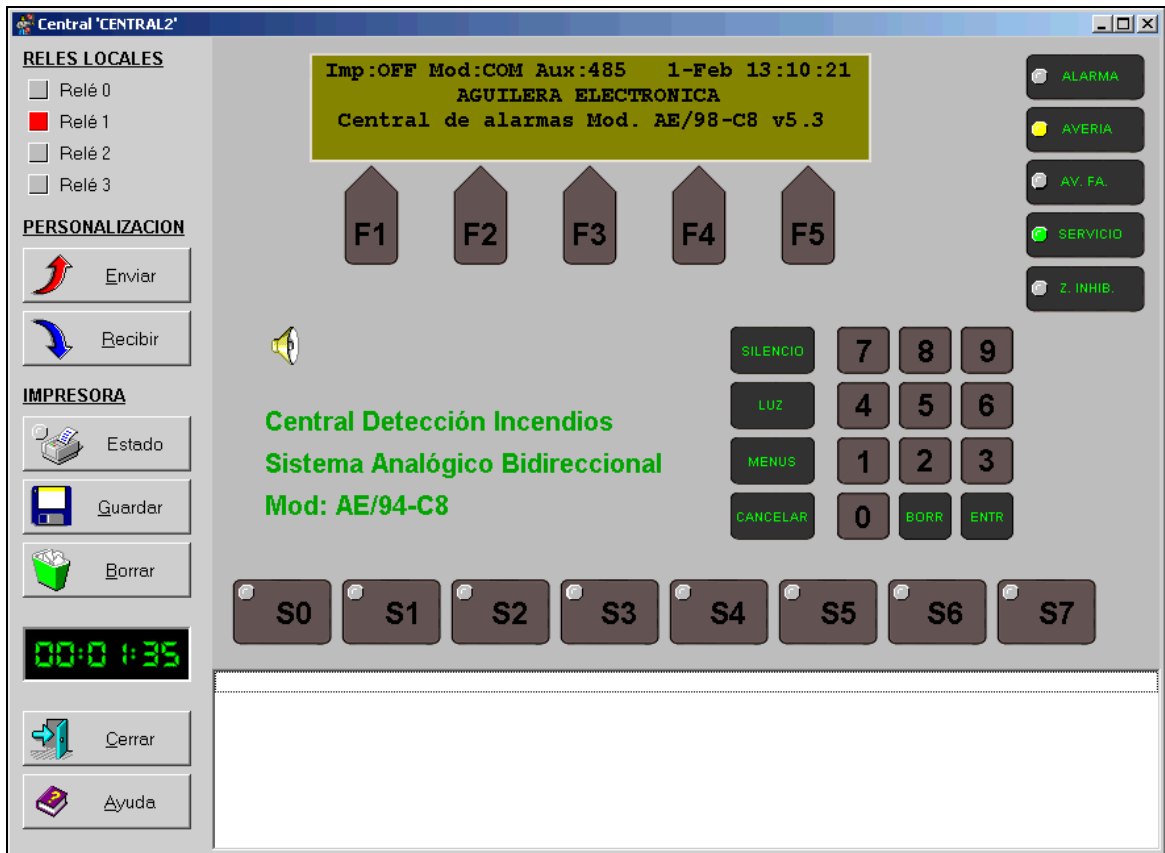 Central 'CENTRAL2'
RELES LOCALES
Relé 0
Relé 1
Relé 2
Relé 3
PERSONALIZACION
Enviar
Recibir
IMPRESORA
Estado
Guardar
Borrar
00:01:35
Cerrar
Ayuda
Imp:OFF Mod:COM Aux:485 1-Feb 13:10:21
AGUILERA ELECTRONICA
Central de alarmas Mod. AE/98-C8 v5.3
F1 F2 F3 F4 F5
ALARMA
AVERIA
AV. FA.
SERVICIO
Z. INHIB.
Central Detección Incendios
Sistema Analógico Bidireccional
Mod: AE/94-C8
SILENCIO 7 8 9
LUZ 4 5 6
MENUS 1 2 3
CANCELAR 0 BORR ENTR
S0 S1 S2 S3 S4 S5 S6 S7